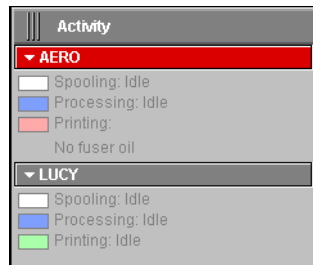 Activity
AERO
Spooling: Idle
Processing: Idle
Printing:
No fuser oil
LUCY
Spooling: Idle
Processing: Idle
Printing: Idle